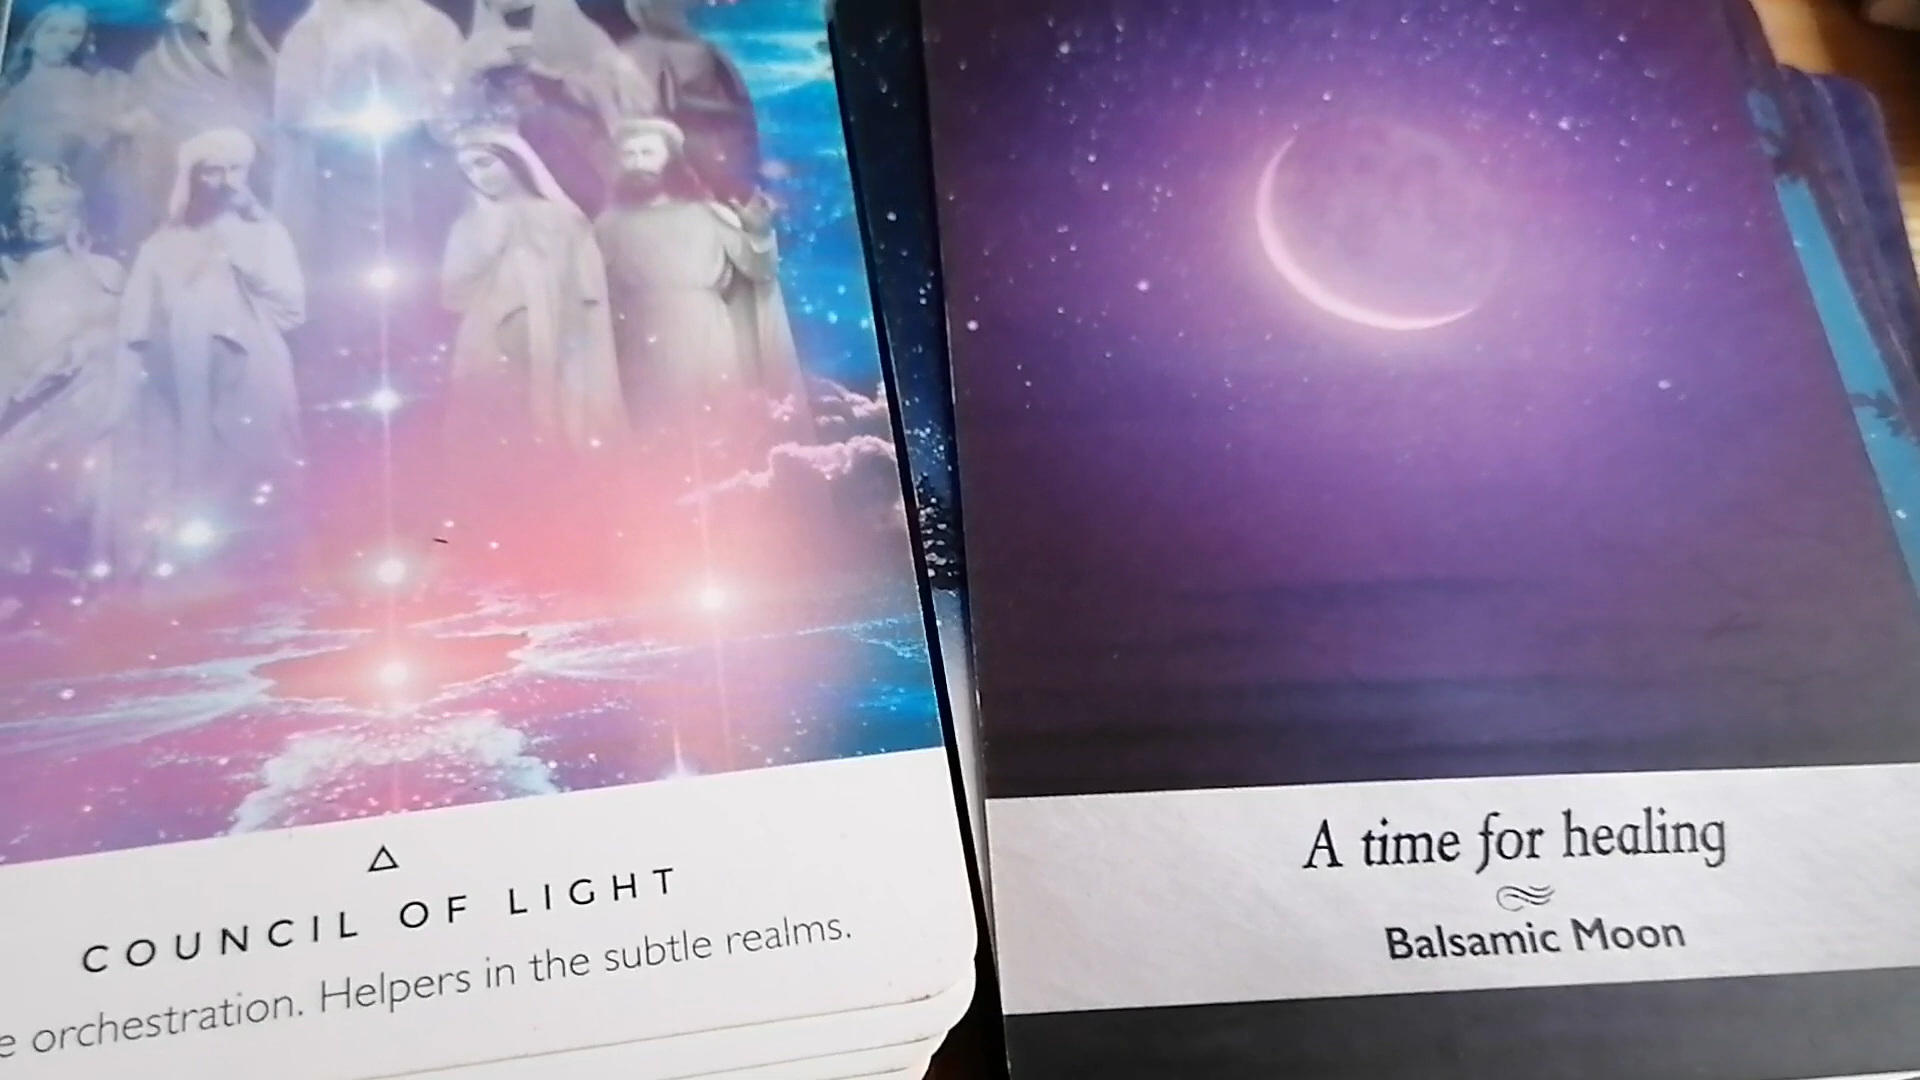 COUNCIL OF LIGHT
orchestration. Helpers in the subtle realms.
A time for healing
Balsamic Moon